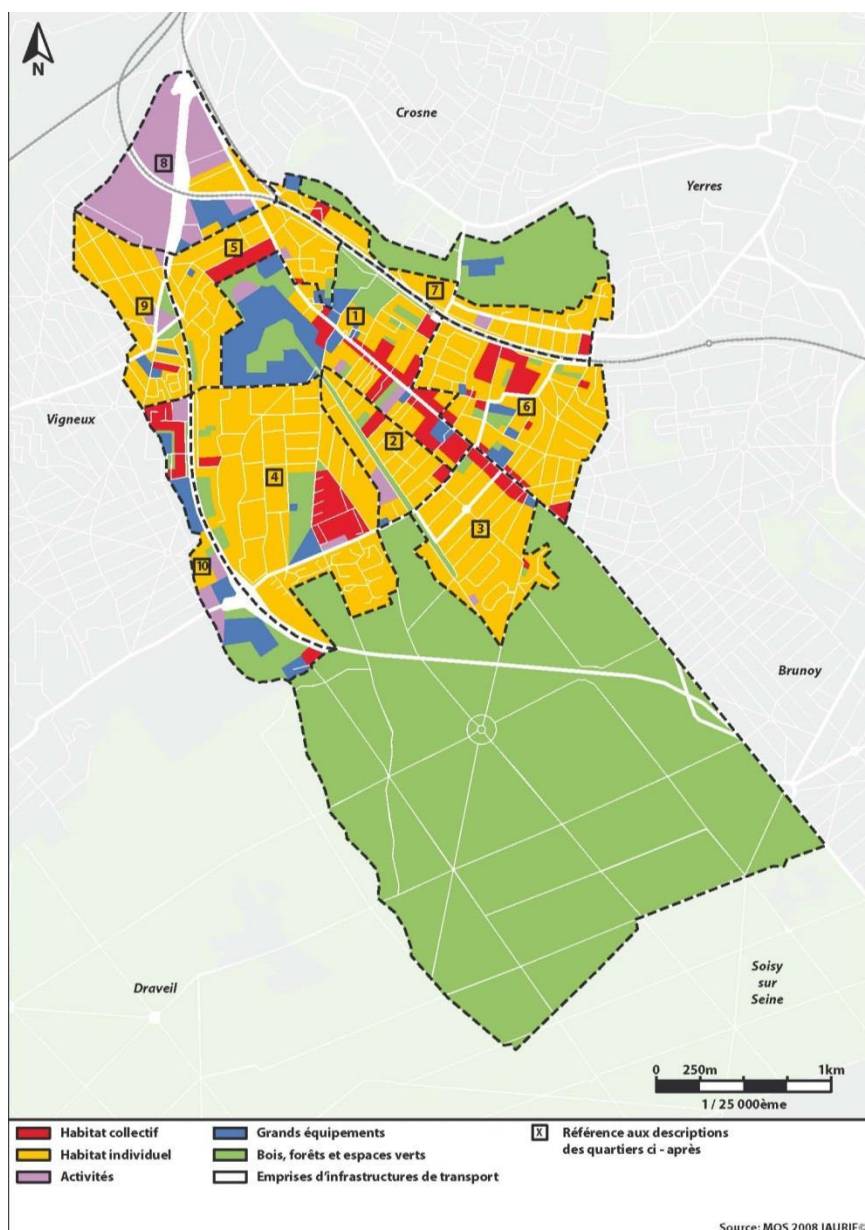 N
Crosne
Yerres
8
5
9
1
7
Vigneux
6
2
4
3
10
Brunoy
Draveil
Soisy
sur
Seine
0 250m 1km
1 / 25 000ème
Habitat collectif
Habitat individuel
Activités
Grands équipements
Bois, forêts et espaces verts
Emprises d'infrastructures de transport
X Référence aux descriptions
des quartiers ci - après
Source: MOS 2008 IAURIF©